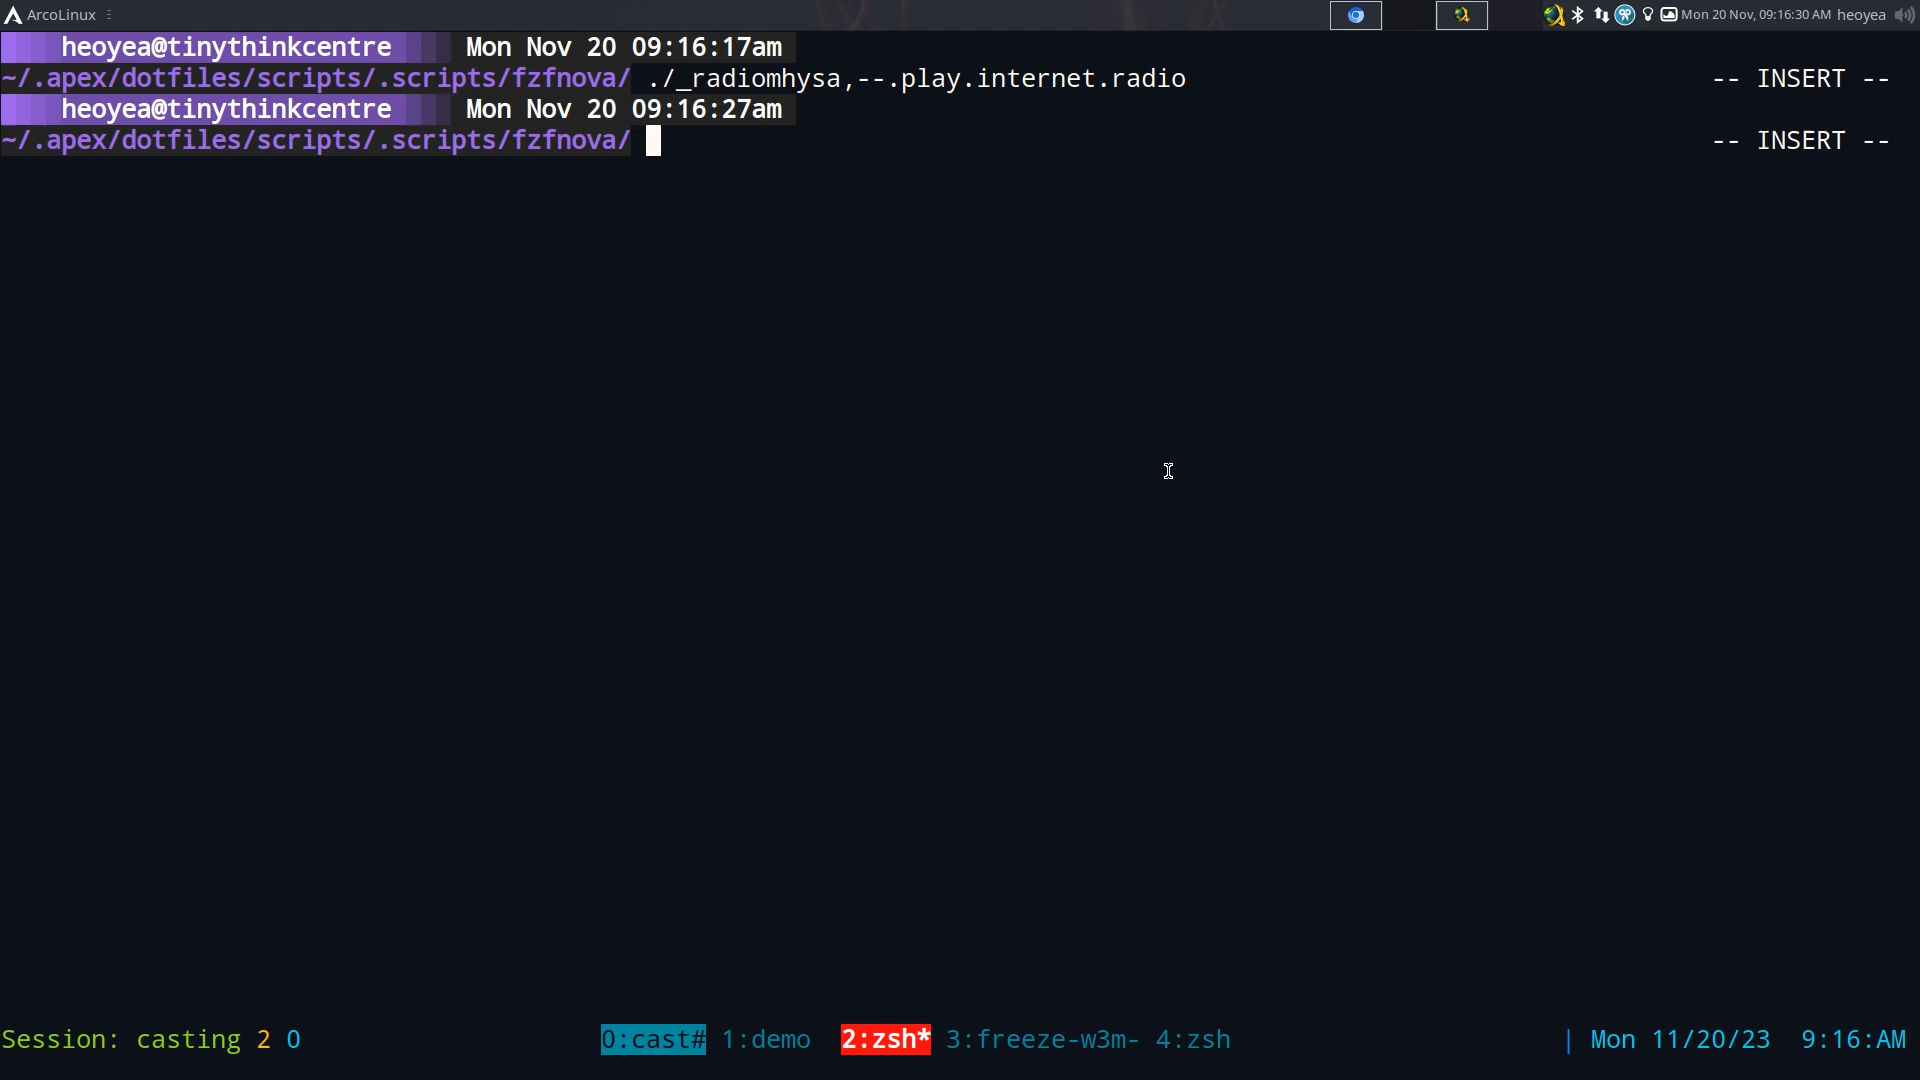 ArcoLinux
Mon 20 Nov, 09:16:30 AM heoyea
heoyea@tinythinkcentre Mon Nov 20 09:16:17am
~/.apex/dotfiles/scripts/.scripts/fzfnova/ ./_radiomhysa,--.play.internet.radio -- INSERT --
heoyea@tinythinkcentre Mon Nov 20 09:16:27am
~/.apex/dotfiles/scripts/.scripts/fzfnova/ -- INSERT --
Session: casting 2 0 0:cast# 1:demo 2:zsh* 3:freeze-w3m- 4:zsh | Mon 11/20/23 9:16:AM